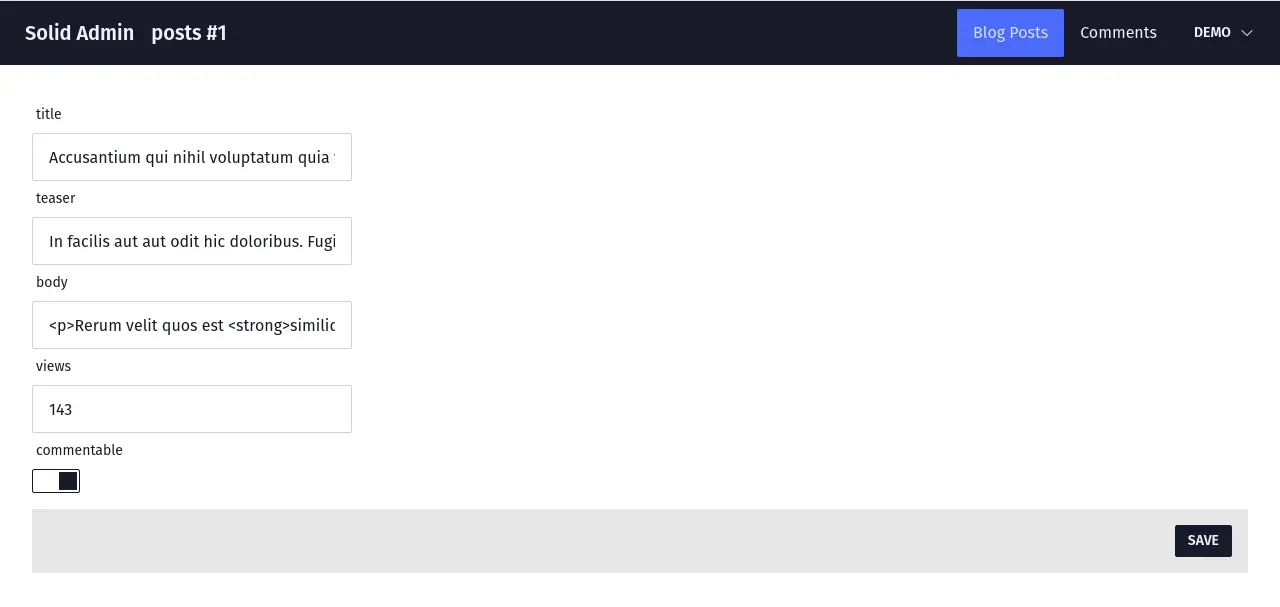 Solid Admin posts #1 Blog Posts Comments DEMO
title
Accusantium qui nihil voluptatum quia
teaser
In facilis aut aut odit hic doloribus. Fugi
body
<p>Rerum velit quos est <strong>simili
views
143
commentable
SAVE